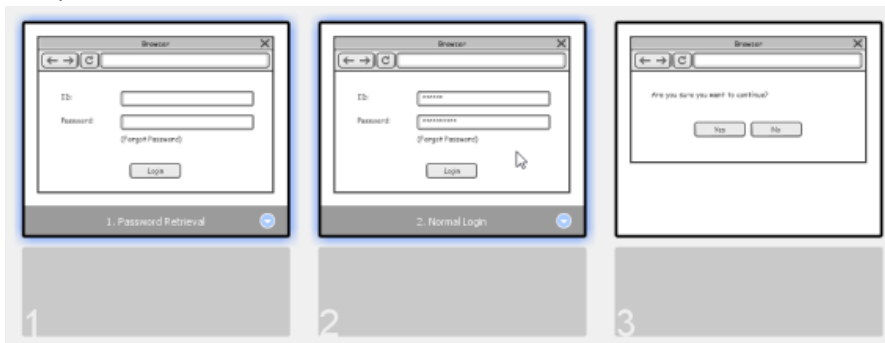 Browser
ID:
Password:
(Forgot Password)
Login
1. Password Retrieval
Browser
ID:
******
Password:
**********
(Forgot Password)
Login
2. Normal Login
Browser
Are you sure you want to continue?
Yes
No
1
2
3